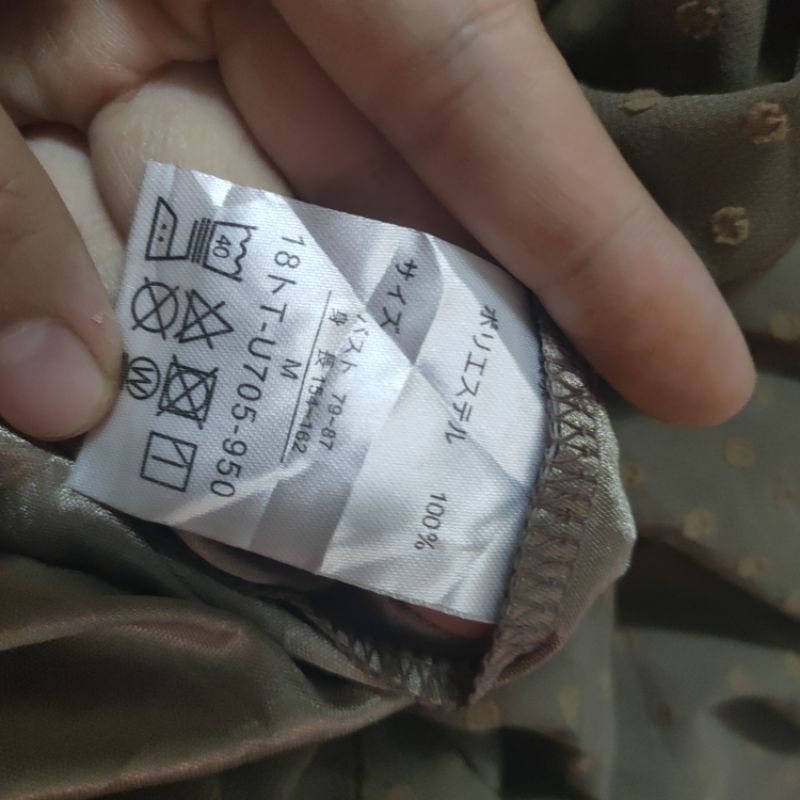 ポリエステル 100%
サイズ
バスト 79-87
身長 154-162
M
18トT-U705-950
40
W